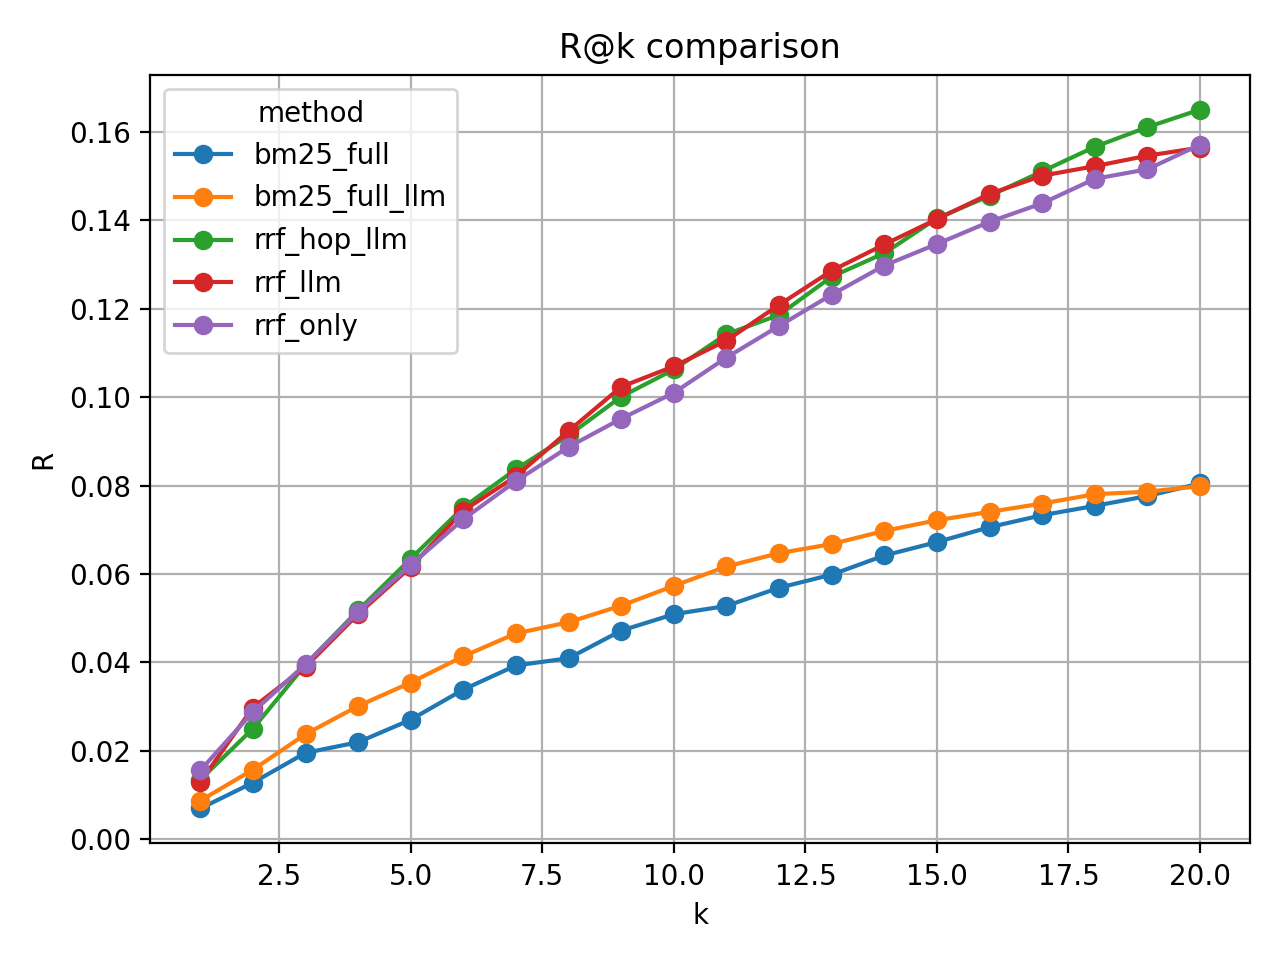 R@k comparison
method
bm25_full
bm25_full_llm
rrf_hop_llm
rrf_llm
rrf_only
0.16
0.14
0.12
0.10
0.08
0.06
0.04
0.02
0.00
R
2.5 5.0 7.5 10.0 12.5 15.0 17.5 20.0
k